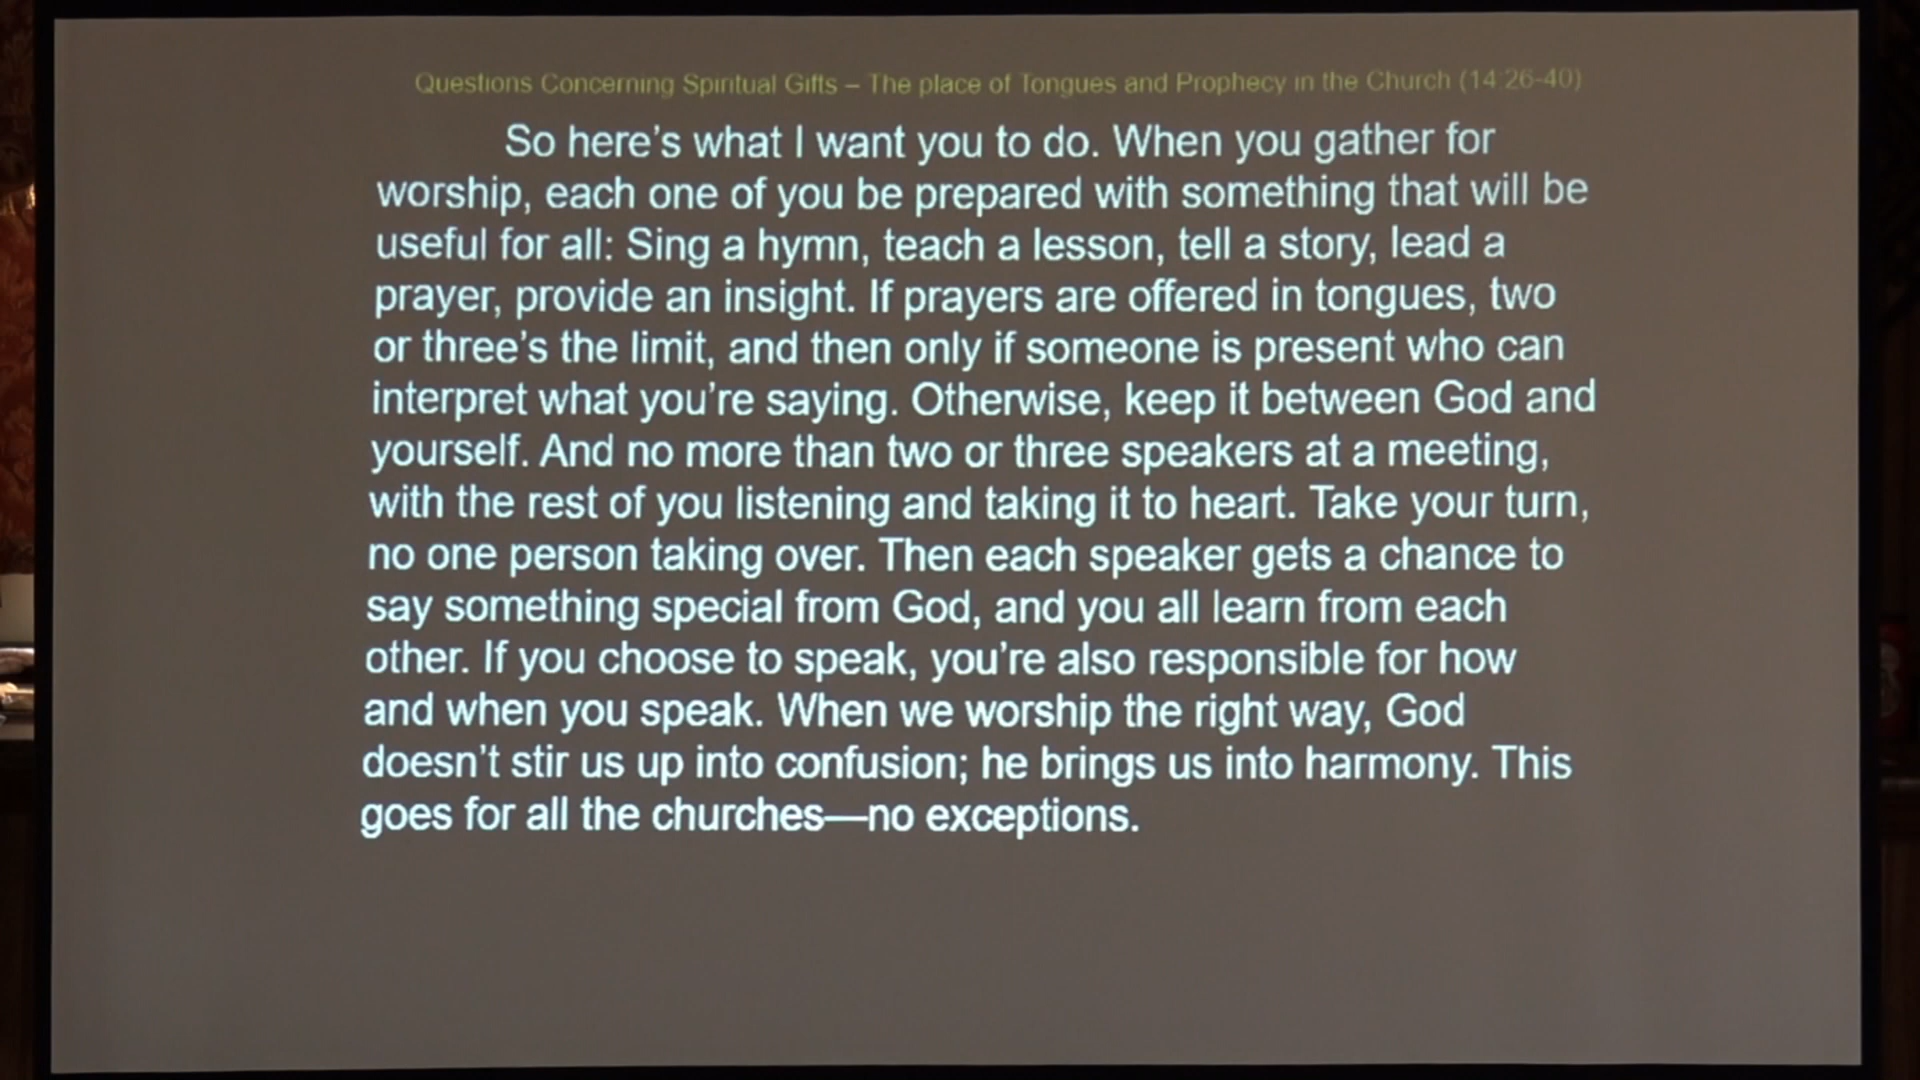 Questions Concerning Spiritual Gifts – The place of Tongues and Prophecy in the Church (14:26-40)
So here’s what I want you to do. When you gather for
worship, each one of you be prepared with something that will be
useful for all: Sing a hymn, teach a lesson, tell a story, lead a
prayer, provide an insight. If prayers are offered in tongues, two
or three’s the limit, and then only if someone is present who can
interpret what you’re saying. Otherwise, keep it between God and
yourself. And no more than two or three speakers at a meeting,
with the rest of you listening and taking it to heart. Take your turn,
no one person taking over. Then each speaker gets a chance to
say something special from God, and you all learn from each
other. If you choose to speak, you’re also responsible for how
and when you speak. When we worship the right way, God
doesn’t stir us up into confusion; he brings us into harmony. This
goes for all the churches—no exceptions.